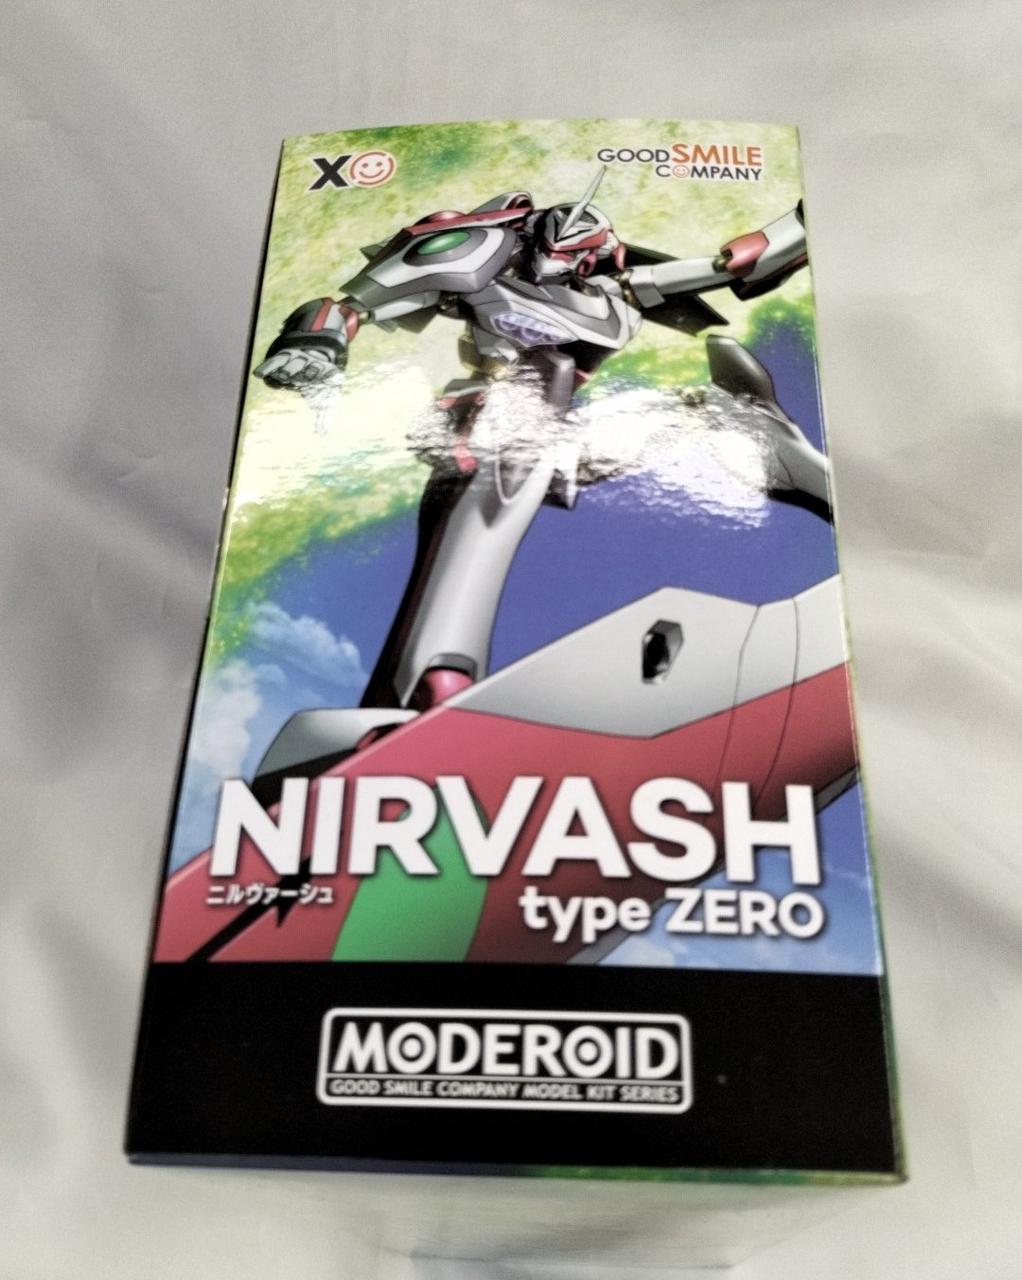 X
GOOD SMILE
COMPANY
NIRVASH
ニルヴァーシュ
type ZERO
MODEROID
GOOD SMILE COMPANY MODEL KIT SERIES